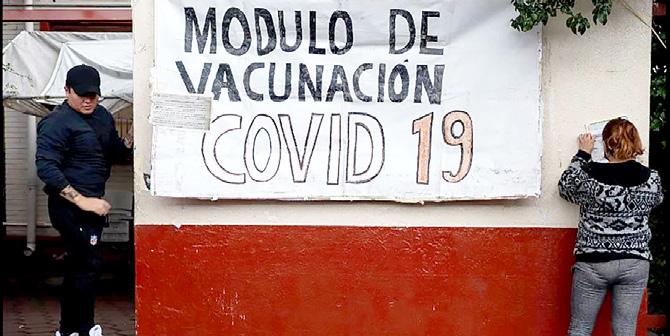 MODULO DE
VACUNACIÓN
COVID 19